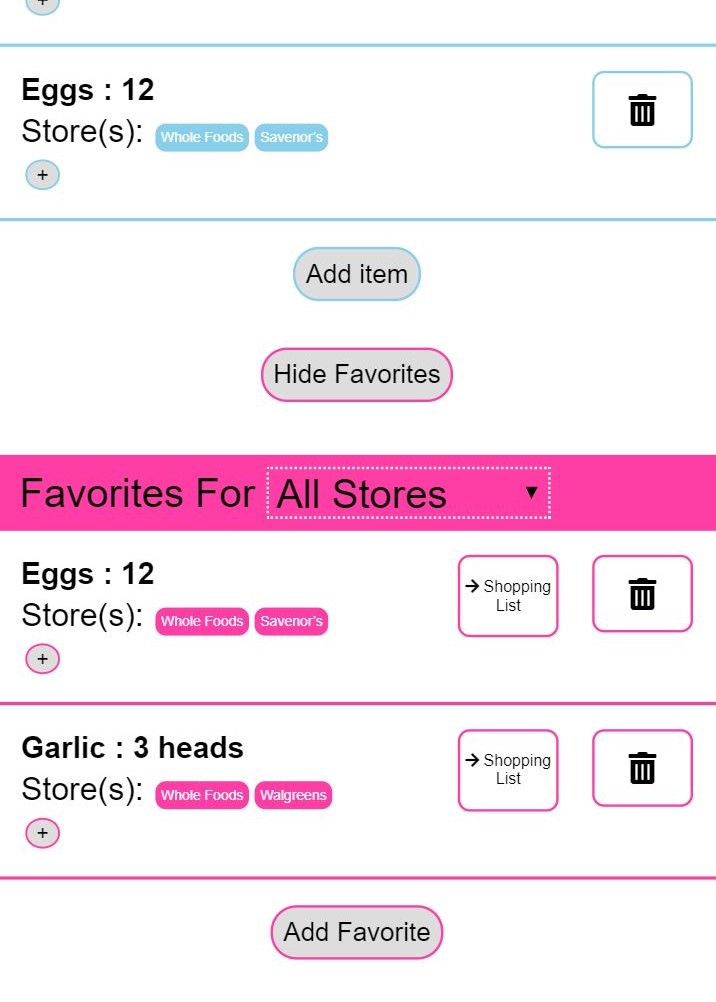 +
Eggs : 12
Store(s): Whole Foods Savenor's
+
Add item
Hide Favorites
Favorites For All Stores ▼
Eggs : 12
→ Shopping List
Store(s): Whole Foods Savenor's
+
Garlic : 3 heads
→ Shopping List
Store(s): Whole Foods Walgreens
+
Add Favorite